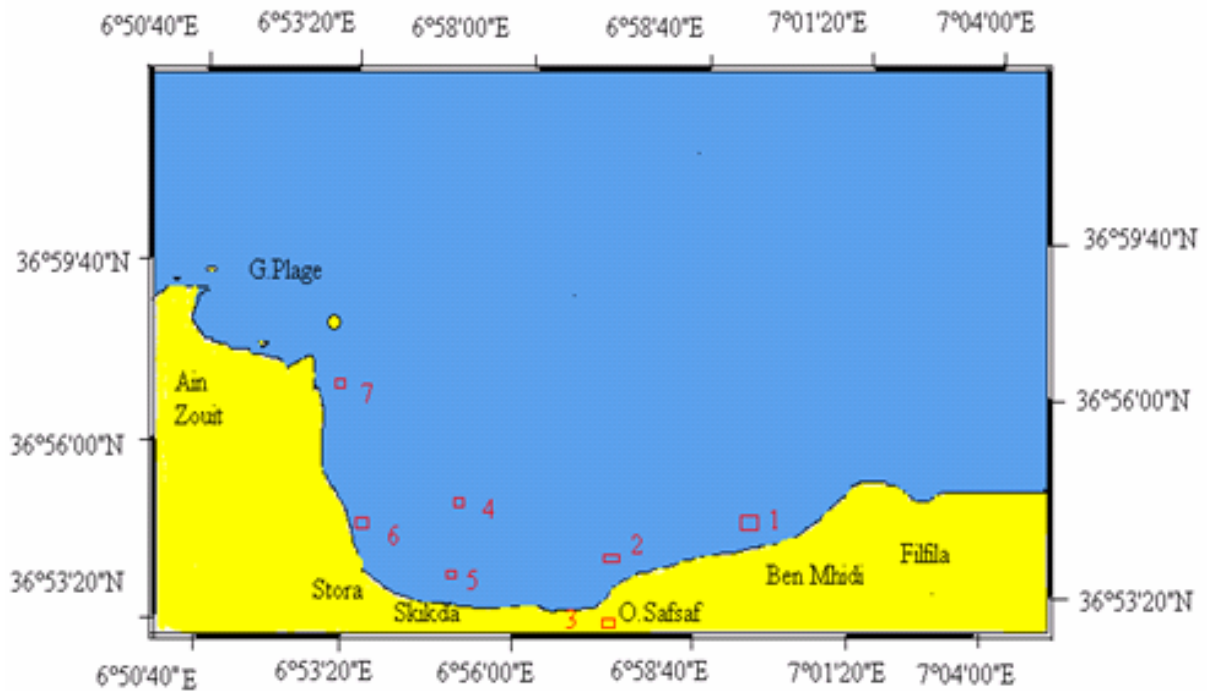 6°50'40"E 6°53'20"E 6°58'00"E 6°58'40"E 7°01'20"E 7°04'00"E
36°59'40"N
36°59'40"N
G.Plage
Ain
Zouit
7
36°56'00"N
36°56'00"N
4
6
1
2
5
Filfila
Ben Mhidi
36°53'20"N
Stora
36°53'20"N
Skikda
3
O.Safsaf
6°50'40"E 6°53'20"E 6°56'00"E 6°58'40"E 7°01'20"E 7°04'00"E